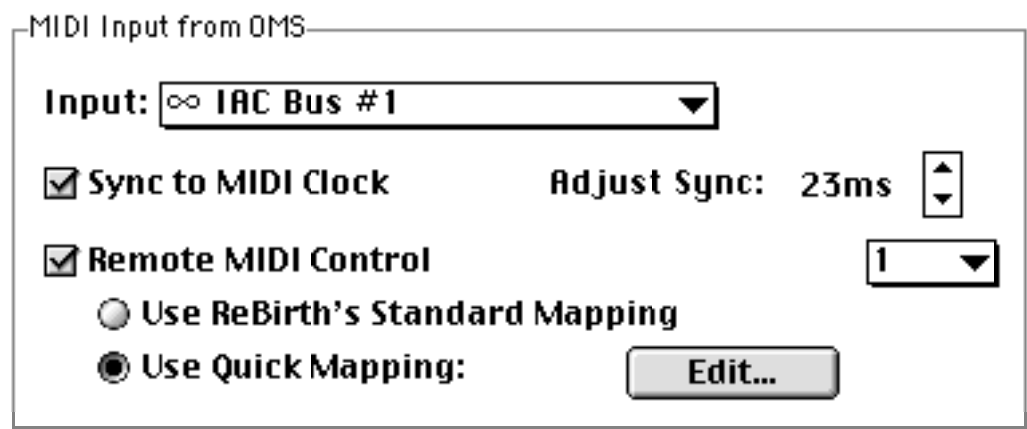 MIDI Input from OMS
Input: ∞ IAC Bus #1
Sync to MIDI Clock Adjust Sync: 23ms
Remote MIDI Control 1
Use ReBirth's Standard Mapping
Use Quick Mapping: Edit...